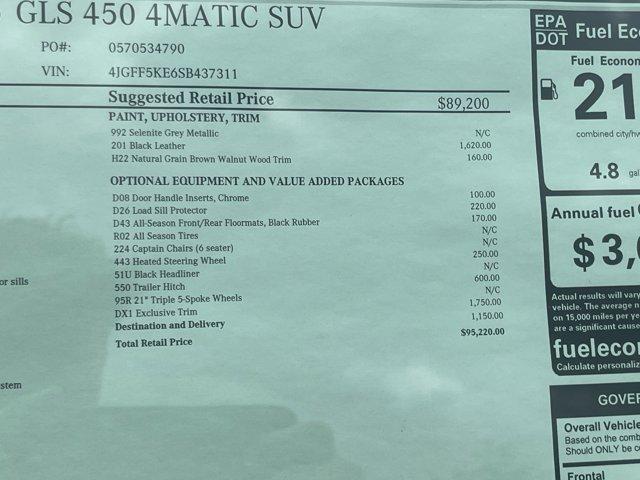 GLS 450 4MATIC SUV
PO#: 0570534790
VIN: 4JGFF5KE6SB437311
Suggested Retail Price $89,200
PAINT, UPHOLSTERY, TRIM
992 Selenite Grey Metallic N/C
201 Black Leather 1,620.00
H22 Natural Grain Brown Walnut Wood Trim 160.00
OPTIONAL EQUIPMENT AND VALUE ADDED PACKAGES
D08 Door Handle Inserts, Chrome 100.00
D26 Load Sill Protector 220.00
D43 All-Season Front/Rear Floormats, Black Rubber 170.00
R02 All Season Tires N/C
224 Captain Chairs (6 seater) N/C
443 Heated Steering Wheel 250.00
51U Black Headliner N/C
550 Trailer Hitch 600.00
95R 21" Triple 5-Spoke Wheels N/C
DX1 Exclusive Trim 1,750.00
Destination and Delivery 1,150.00
Total Retail Price $95,220.00
or sills
stem
EPA
DOT Fuel Ec
Fuel Econom
21
combined city/hw
4.8 gal
Annual fuel
$3,
Actual results will vary
vehicle. The average n
on 15,000 miles per ye
are a significant cause
fueleco
Calculate personaliz
GOVER
Overall Vehicle
Based on the comb
Should ONLY be c
Frontal